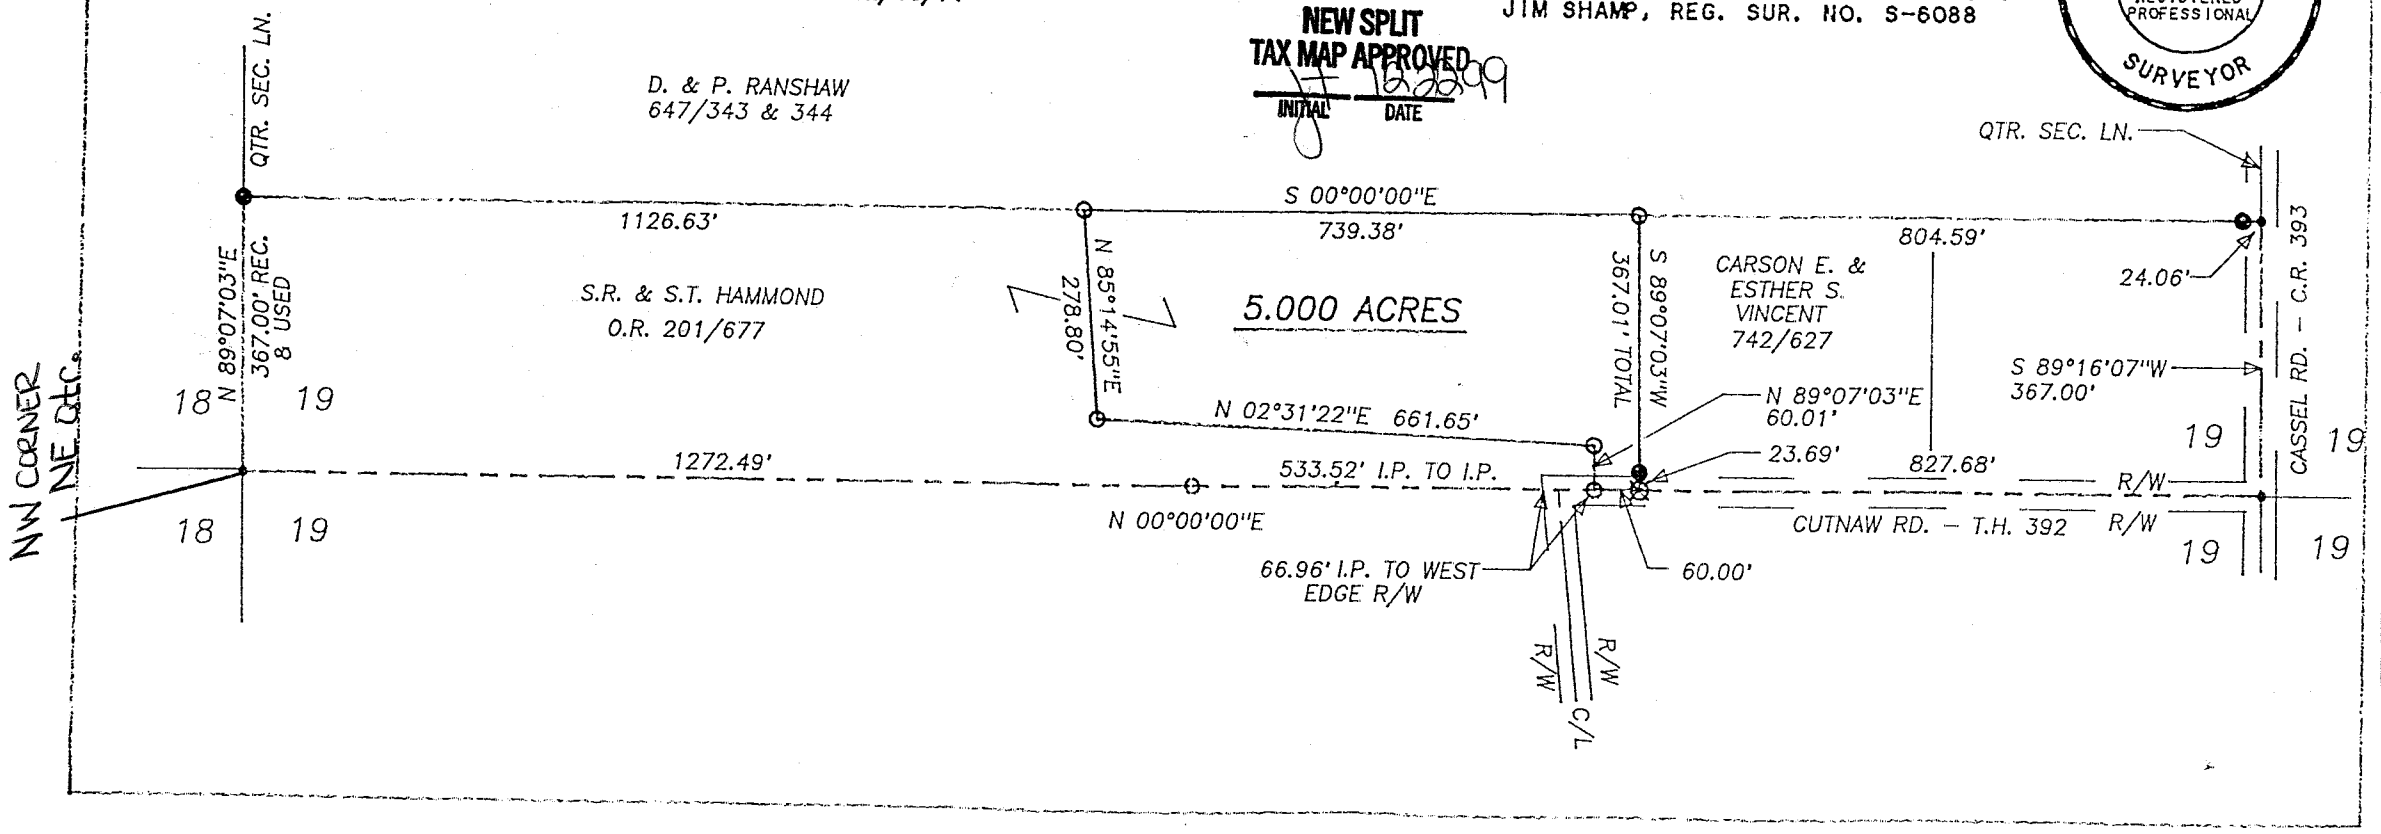 JIM SHAMP, REG. SUR. NO. S-6088
PROFESSIONAL
SURVEYOR
NEW SPLIT
TAX MAP APPROVED
12 22 99
INITIAL DATE
QTR. SEC. LN.
D. & P. RANSHAW
647/343 & 344
QTR. SEC. LN.
1126.63'
S 00°00'00"E
739.38'
804.59'
24.06'
CASSEL RD. – C.R. 393
N 89°07'03"E
367.00' REC.
& USED
S.R. & S.T. HAMMOND
O.R. 201/677
N 85°14'55"E
278.80'
5.000 ACRES
S 89°07'03"W
367.01' TOTAL
CARSON E. &
ESTHER S.
VINCENT
742/627
S 89°16'07"W
367.00'
N 89°07'03"E
60.01'
23.69'
18 19
NW CORNER
NE Qtr.
N 02°31'22"E 661.65'
19 19
1272.49'
533.52' I.P. TO I.P.
827.68'
R/W
18 19
N 00°00'00"E
CUTNAW RD. – T.H. 392 R/W
19 19
66.96' I.P. TO WEST
EDGE R/W
60.00'
R/W
R/W
C/L